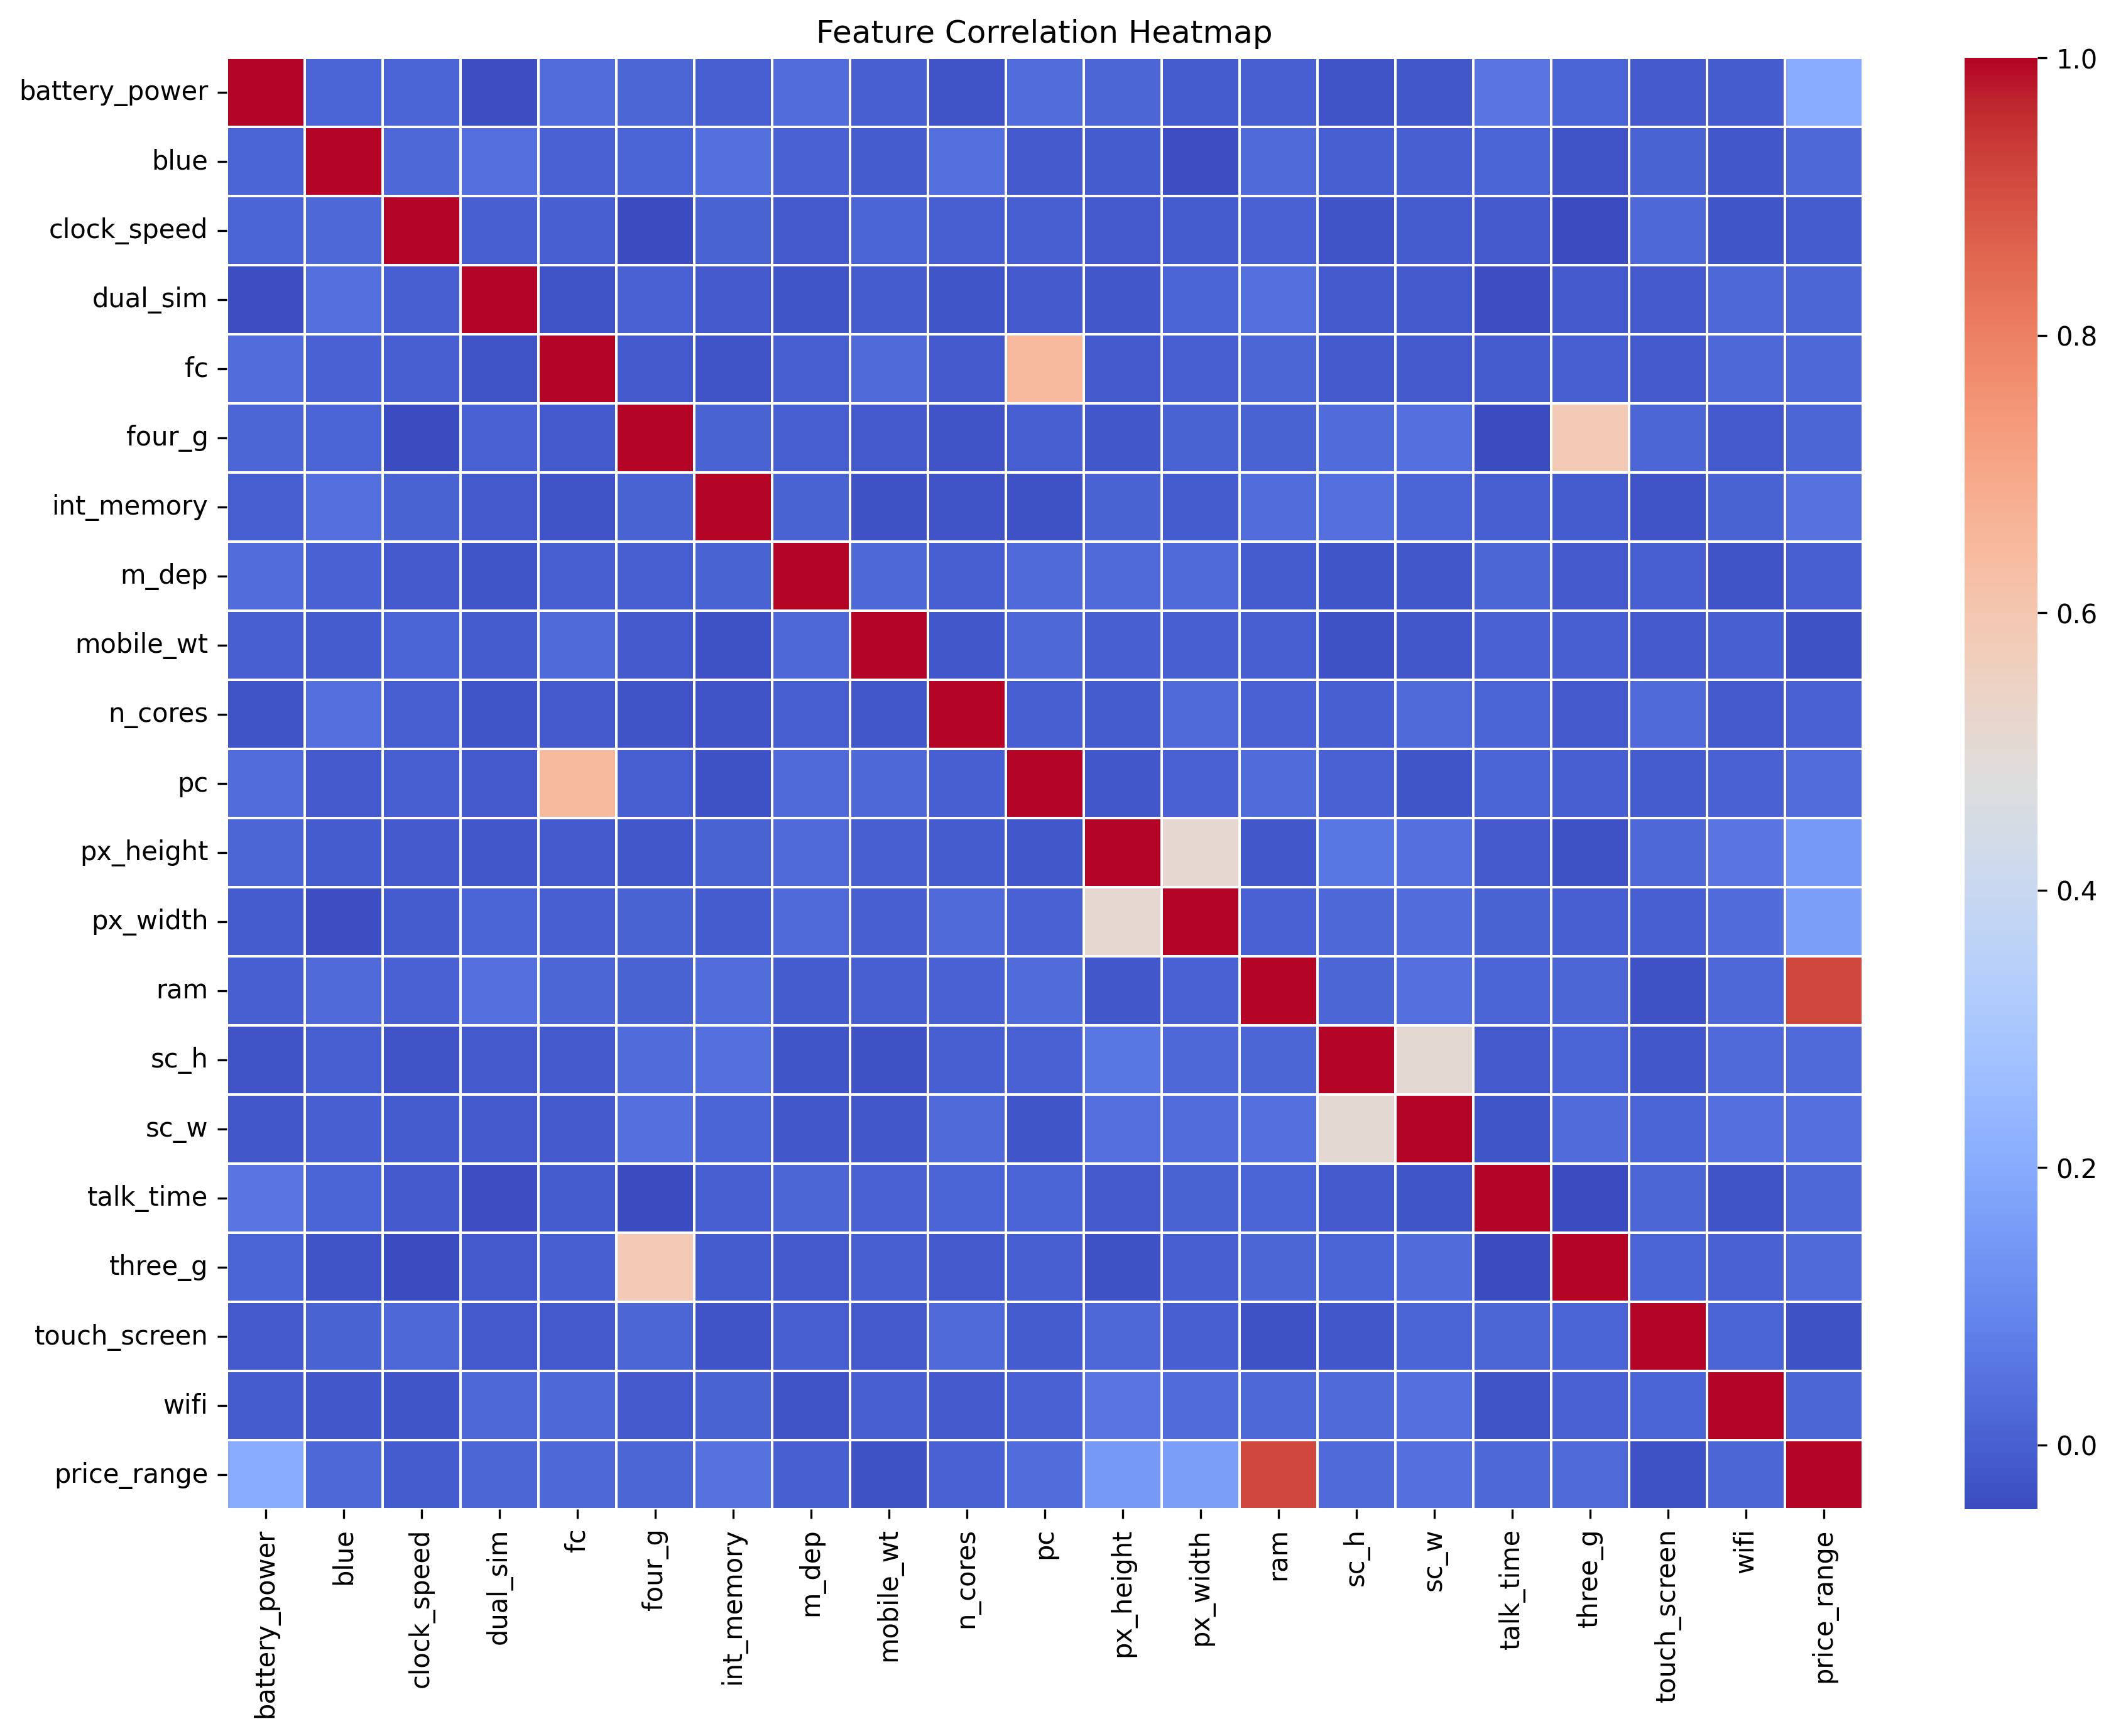 Feature Correlation Heatmap
battery_power
blue
clock_speed
dual_sim
fc
four_g
int_memory
m_dep
mobile_wt
n_cores
pc
px_height
px_width
ram
sc_h
sc_w
talk_time
three_g
touch_screen
wifi
price_range
battery_power
blue
clock_speed
dual_sim
fc
four_g
int_memory
m_dep
mobile_wt
n_cores
pc
px_height
px_width
ram
sc_h
sc_w
talk_time
three_g
touch_screen
wifi
price_range
1.0
0.8
0.6
0.4
0.2
0.0